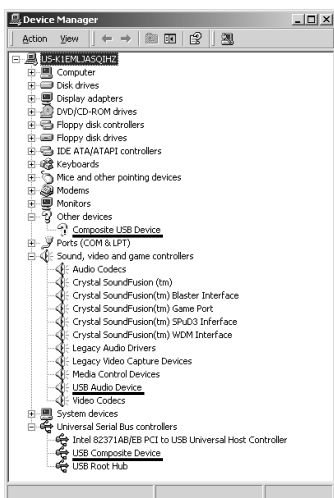 Device Manager
Action View
US-K1EMLJASQIHZ
Computer
Disk drives
Display adapters
DVD/CD-ROM drives
Floppy disk controllers
Floppy disk drives
IDE ATA/ATAPI controllers
Keyboards
Mice and other pointing devices
Modems
Monitors
Other devices
Composite USB Device
Ports (COM & LPT)
Sound, video and game controllers
Audio Codecs
Crystal SoundFusion (tm)
Crystal SoundFusion(tm) Blaster Interface
Crystal SoundFusion(tm) Game Port
Crystal SoundFusion(tm) SPuD3 Interface
Crystal SoundFusion(tm) WDM Interface
Legacy Audio Drivers
Legacy Video Capture Devices
Media Control Devices
USB Audio Device
Video Codecs
System devices
Universal Serial Bus controllers
Intel 82371AB/EB PCI to USB Universal Host Controller
USB Composite Device
USB Root Hub